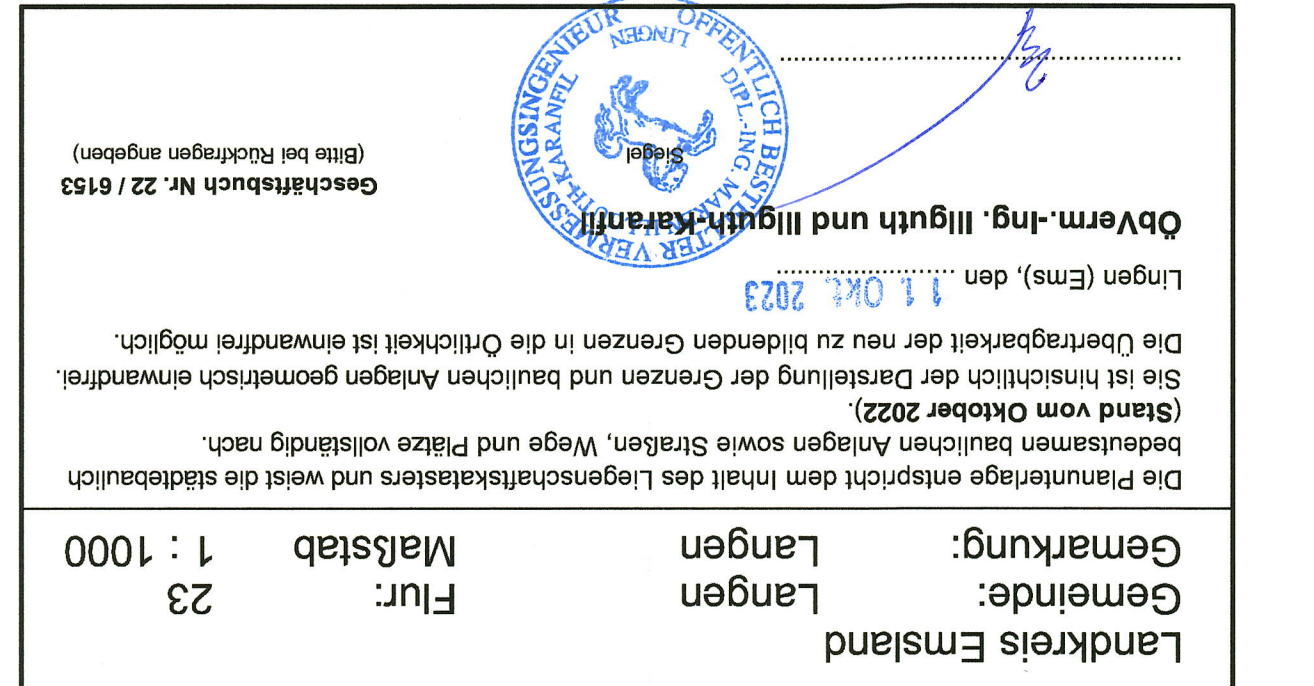 Landkreis Emsland
Gemeinde: Langen Flur: 23
Gemarkung: Langen Maßstab 1 : 1000
Die Planunterlage entspricht dem Inhalt des Liegenschaftskatasters und weist die städtebaulich
bedeutsamen baulichen Anlagen sowie Straßen, Wege und Plätze vollständig nach.
(Stand vom Oktober 2022).
Sie ist hinsichtlich der Darstellung der Grenzen und baulichen Anlagen geometrisch einwandfrei.
Die Übertragbarkeit der neu zu bildenden Grenzen in die Örtlichkeit ist einwandfrei möglich.
Lingen (Ems), den 11. Okt. 2023
ÖbVerm.-Ing. Illguth und Illguth-Karanfil
Geschäftsbuch Nr. 22 / 6153
(Bitte bei Rückfragen angeben)
Siegel
ÖFFENTLICH BESTELLTER VERMESSUNGSINGENIEUR
DIPL.-ING.
LINGEN